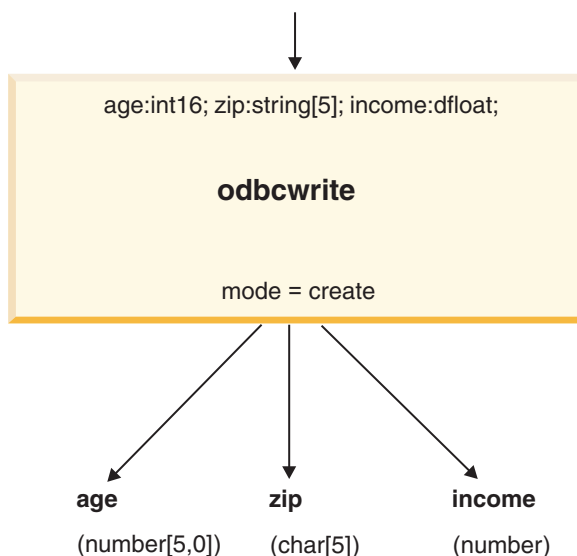 age:int16; zip:string[5]; income:dfloat;
odbcwrite
mode = create
age zip income
(number[5,0]) (char[5]) (number)